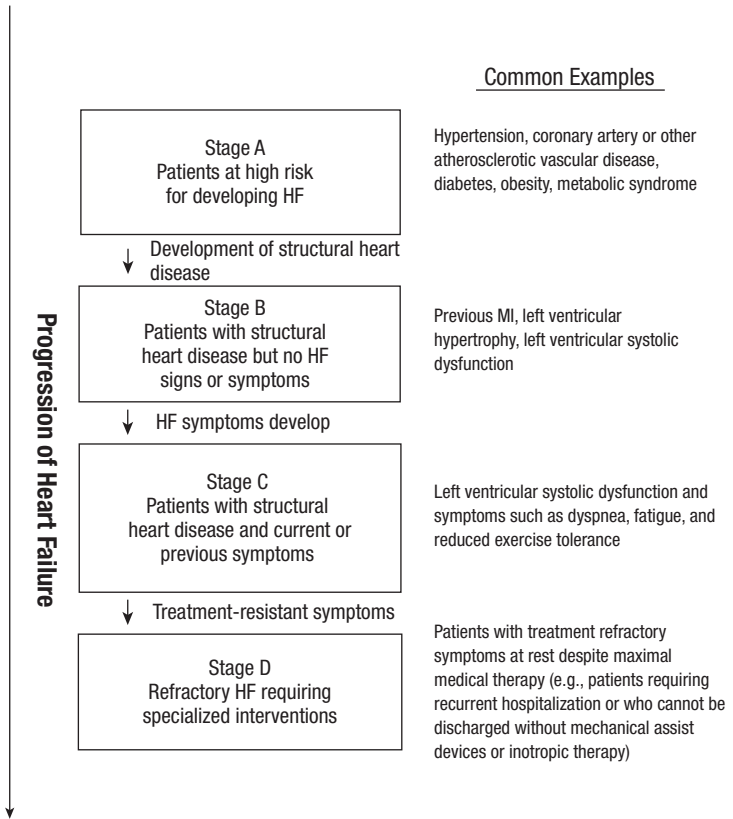 Common Examples
Stage A
Patients at high risk
for developing HF
Hypertension, coronary artery or other
atherosclerotic vascular disease,
diabetes, obesity, metabolic syndrome
Development of structural heart
disease
Stage B
Patients with structural
heart disease but no HF
signs or symptoms
Previous MI, left ventricular
hypertrophy, left ventricular systolic
dysfunction
HF symptoms develop
Stage C
Patients with structural
heart disease and current or
previous symptoms
Left ventricular systolic dysfunction and
symptoms such as dyspnea, fatigue, and
reduced exercise tolerance
Treatment-resistant symptoms
Stage D
Refractory HF requiring
specialized interventions
Patients with treatment refractory
symptoms at rest despite maximal
medical therapy (e.g., patients requiring
recurrent hospitalization or who cannot be
discharged without mechanical assist
devices or inotropic therapy)
Progression of Heart Failure